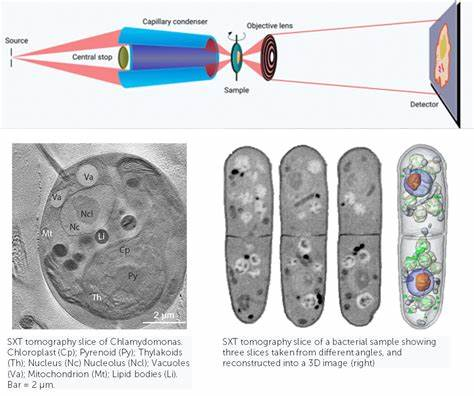 Capillary condenser
Objective lens
Source
Central stop
Sample
Detector
Va
Va
Ncl
Nc
Mt
Li
Cp
Py
Th
2 µm
SXT tomography slice of Chlamydomonas.
Chloroplast (Cp); Pyrenoid (Py); Thylakoids
(Th); Nucleus (Nc) Nucleolus (Ncl); Vacuoles
(Va); Mitochondrion (Mt); Lipid bodies (Li).
Bar = 2 µm.
SXT tomography slice of a bacterial sample showing
three slices taken from different angles, and
reconstructed into a 3D image (right)